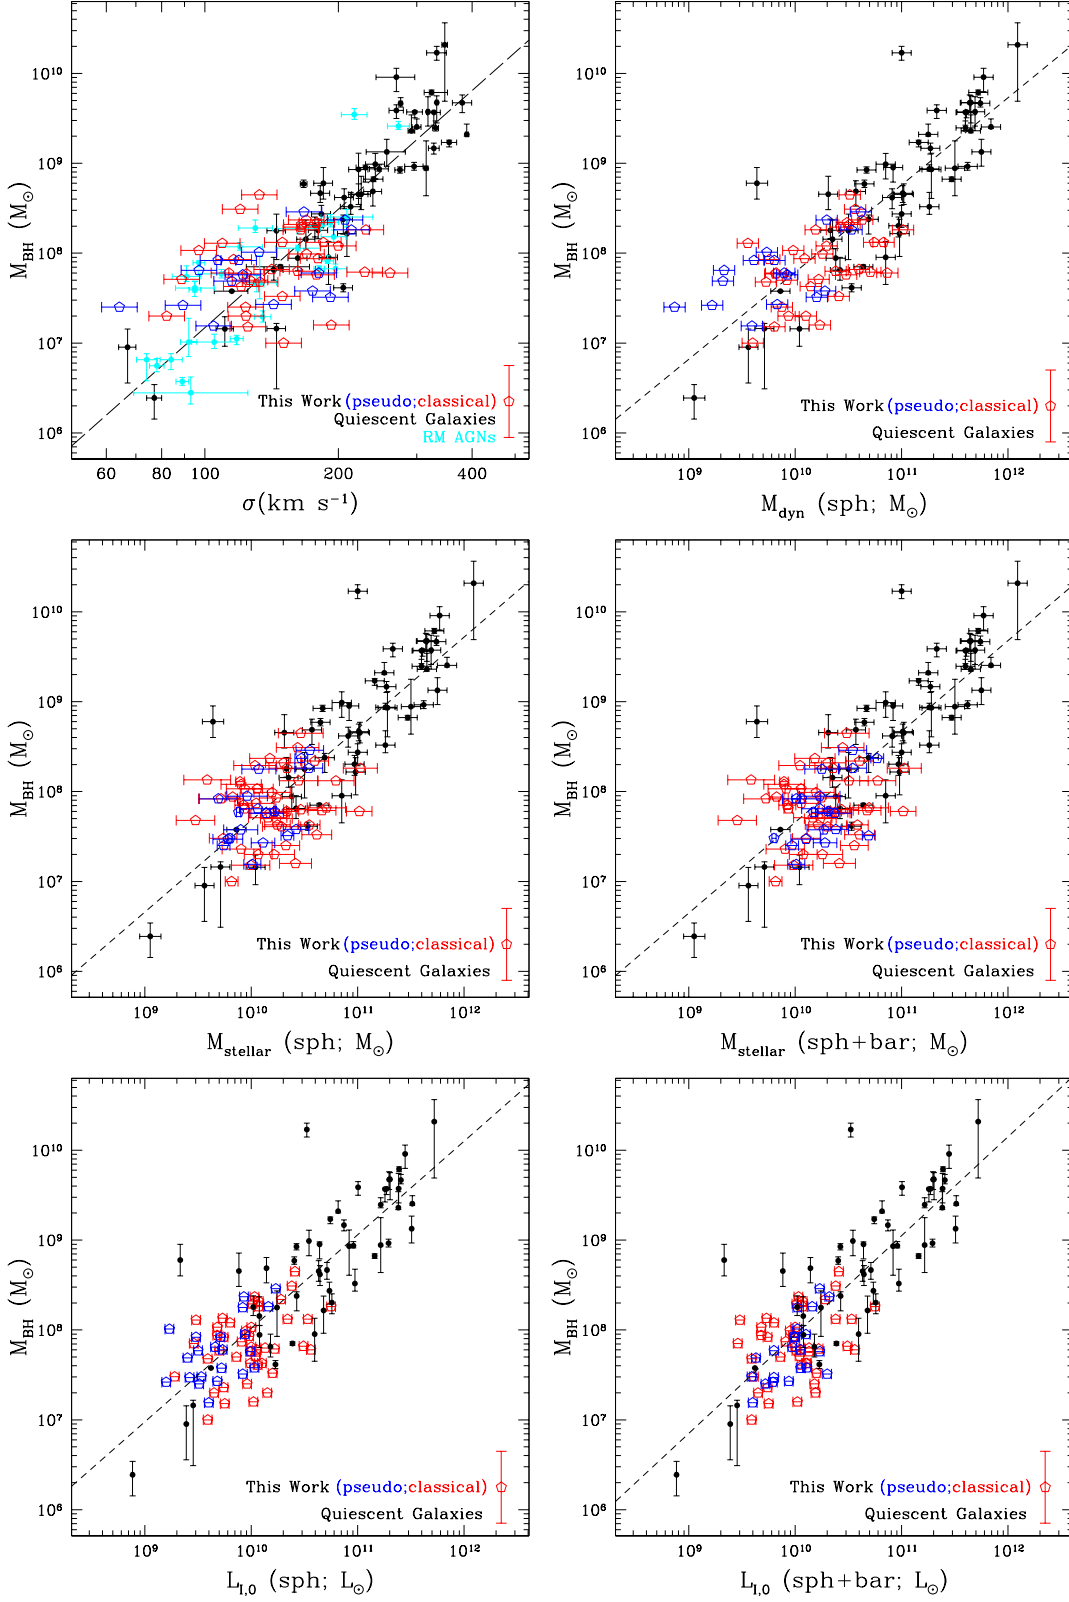 10¹⁰
10⁹
10⁸
10⁷
10⁶
M_BH (M_⊙)
This Work (pseudo;classical)
Quiescent Galaxies
RM AGNs
60 80 100 200 400
σ(km s⁻¹)
10¹⁰
10⁹
10⁸
10⁷
10⁶
M_BH (M_⊙)
This Work (pseudo;classical)
Quiescent Galaxies
10⁹ 10¹⁰ 10¹¹ 10¹²
M_dyn (sph; M_⊙)
10¹⁰
10⁹
10⁸
10⁷
10⁶
M_BH (M_⊙)
This Work (pseudo;classical)
Quiescent Galaxies
10⁹ 10¹⁰ 10¹¹ 10¹²
M_stellar (sph; M_⊙)
10¹⁰
10⁹
10⁸
10⁷
10⁶
M_BH (M_⊙)
This Work (pseudo;classical)
Quiescent Galaxies
10⁹ 10¹⁰ 10¹¹ 10¹²
M_stellar (sph+bar; M_⊙)
10¹⁰
10⁹
10⁸
10⁷
10⁶
M_BH (M_⊙)
This Work (pseudo;classical)
Quiescent Galaxies
10⁹ 10¹⁰ 10¹¹ 10¹²
L_I,0 (sph; L_⊙)
10¹⁰
10⁹
10⁸
10⁷
10⁶
M_BH (M_⊙)
This Work (pseudo;classical)
Quiescent Galaxies
10⁹ 10¹⁰ 10¹¹ 10¹²
L_I,0 (sph+bar; L_⊙)